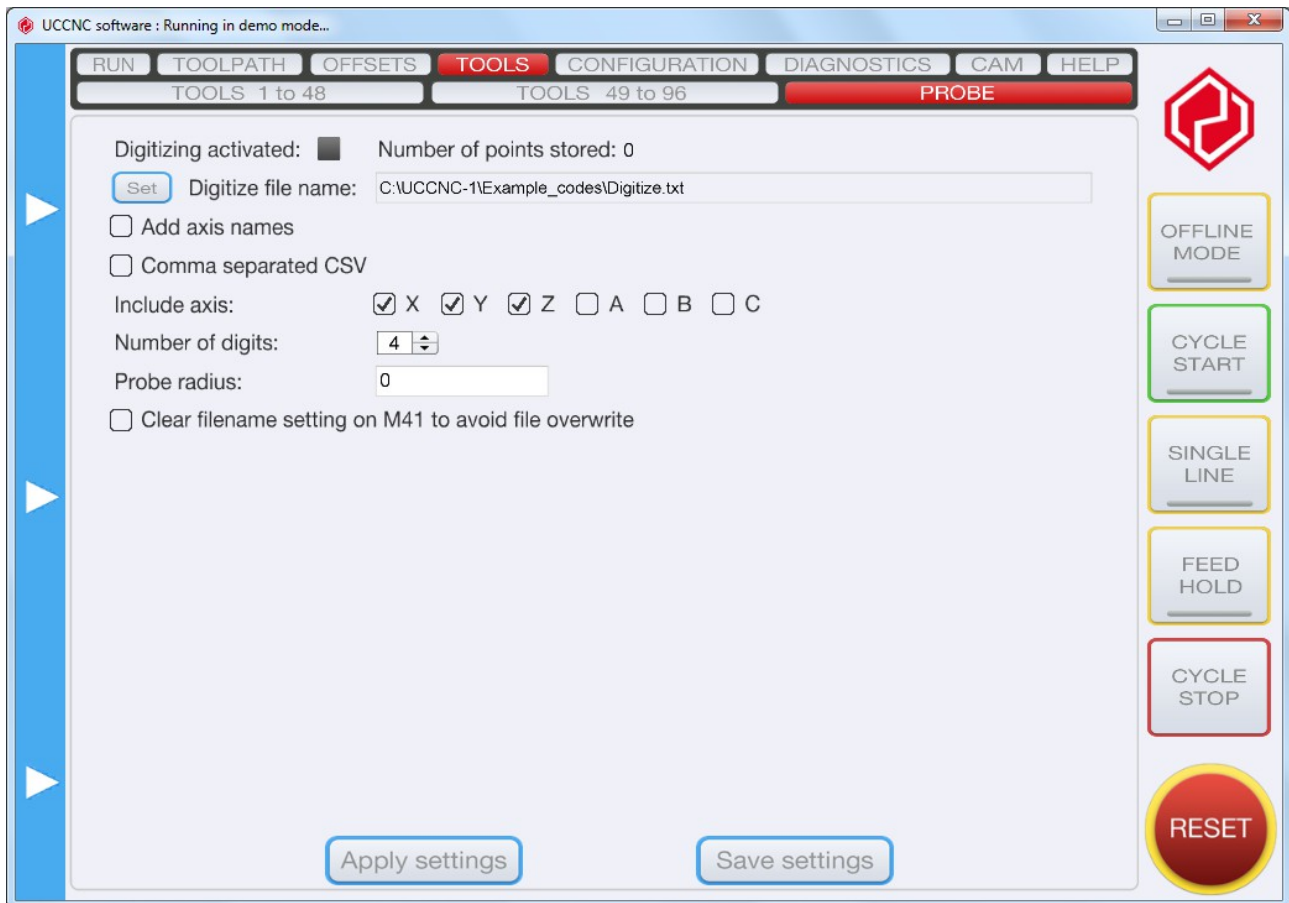 UCCNC software : Running in demo mode...
RUN TOOLPATH OFFSETS TOOLS CONFIGURATION DIAGNOSTICS CAM HELP
TOOLS 1 to 48 TOOLS 49 to 96 PROBE
Digitizing activated: Number of points stored: 0
Set Digitize file name: C:\UCCNC-1\Example_codes\Digitize.txt
Add axis names
Comma separated CSV
Include axis: X Y Z A B C
Number of digits: 4
Probe radius: 0
Clear filename setting on M41 to avoid file overwrite
Apply settings Save settings
OFFLINE
MODE
CYCLE
START
SINGLE
LINE
FEED
HOLD
CYCLE
STOP
RESET